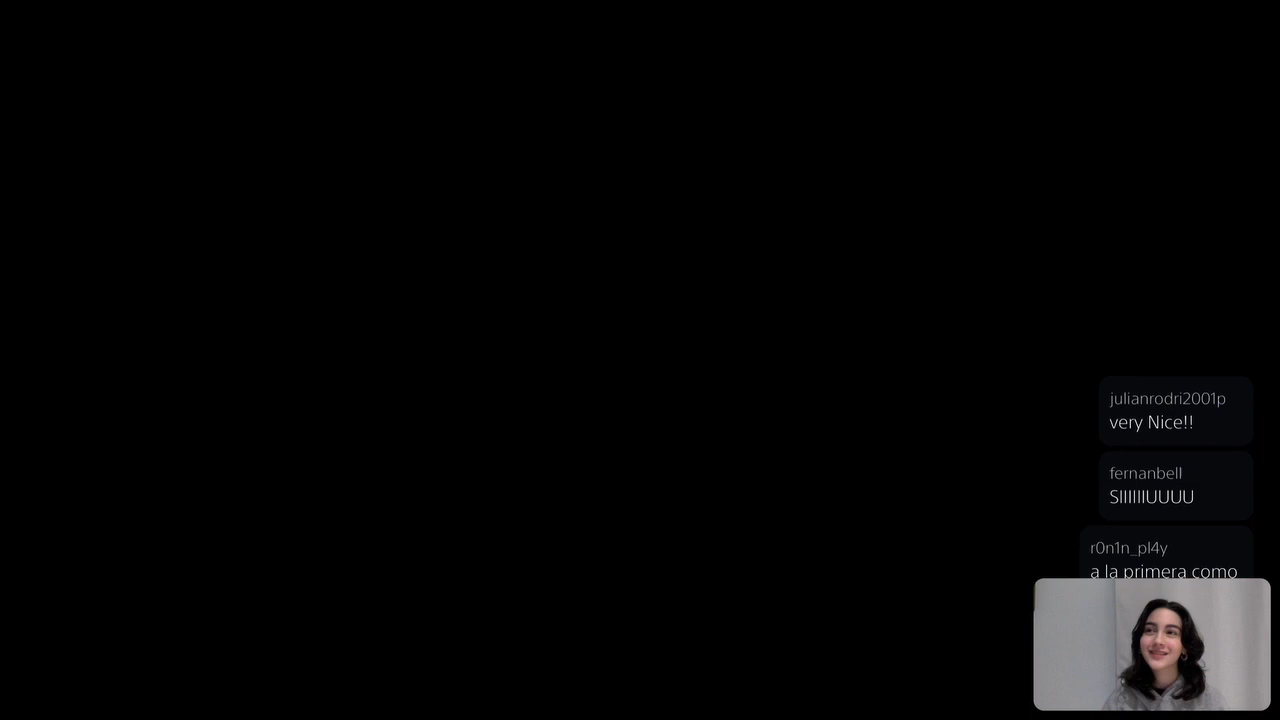 julianrodri2001p
very Nice!!
fernanbell
SIIIIIIUUUU
r0n1n_pl4y
a la primera como